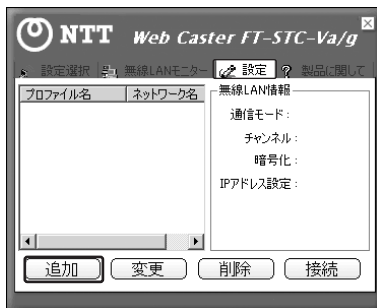 NTT Web Caster FT-STC-Va/g
設定選択 無線LANモニター 設定 ? 製品に関して
プロファイル名 ネットワーク名
無線LAN情報
通信モード：
チャンネル：
暗号化：
IPアドレス設定：
追加 変更 削除 接続